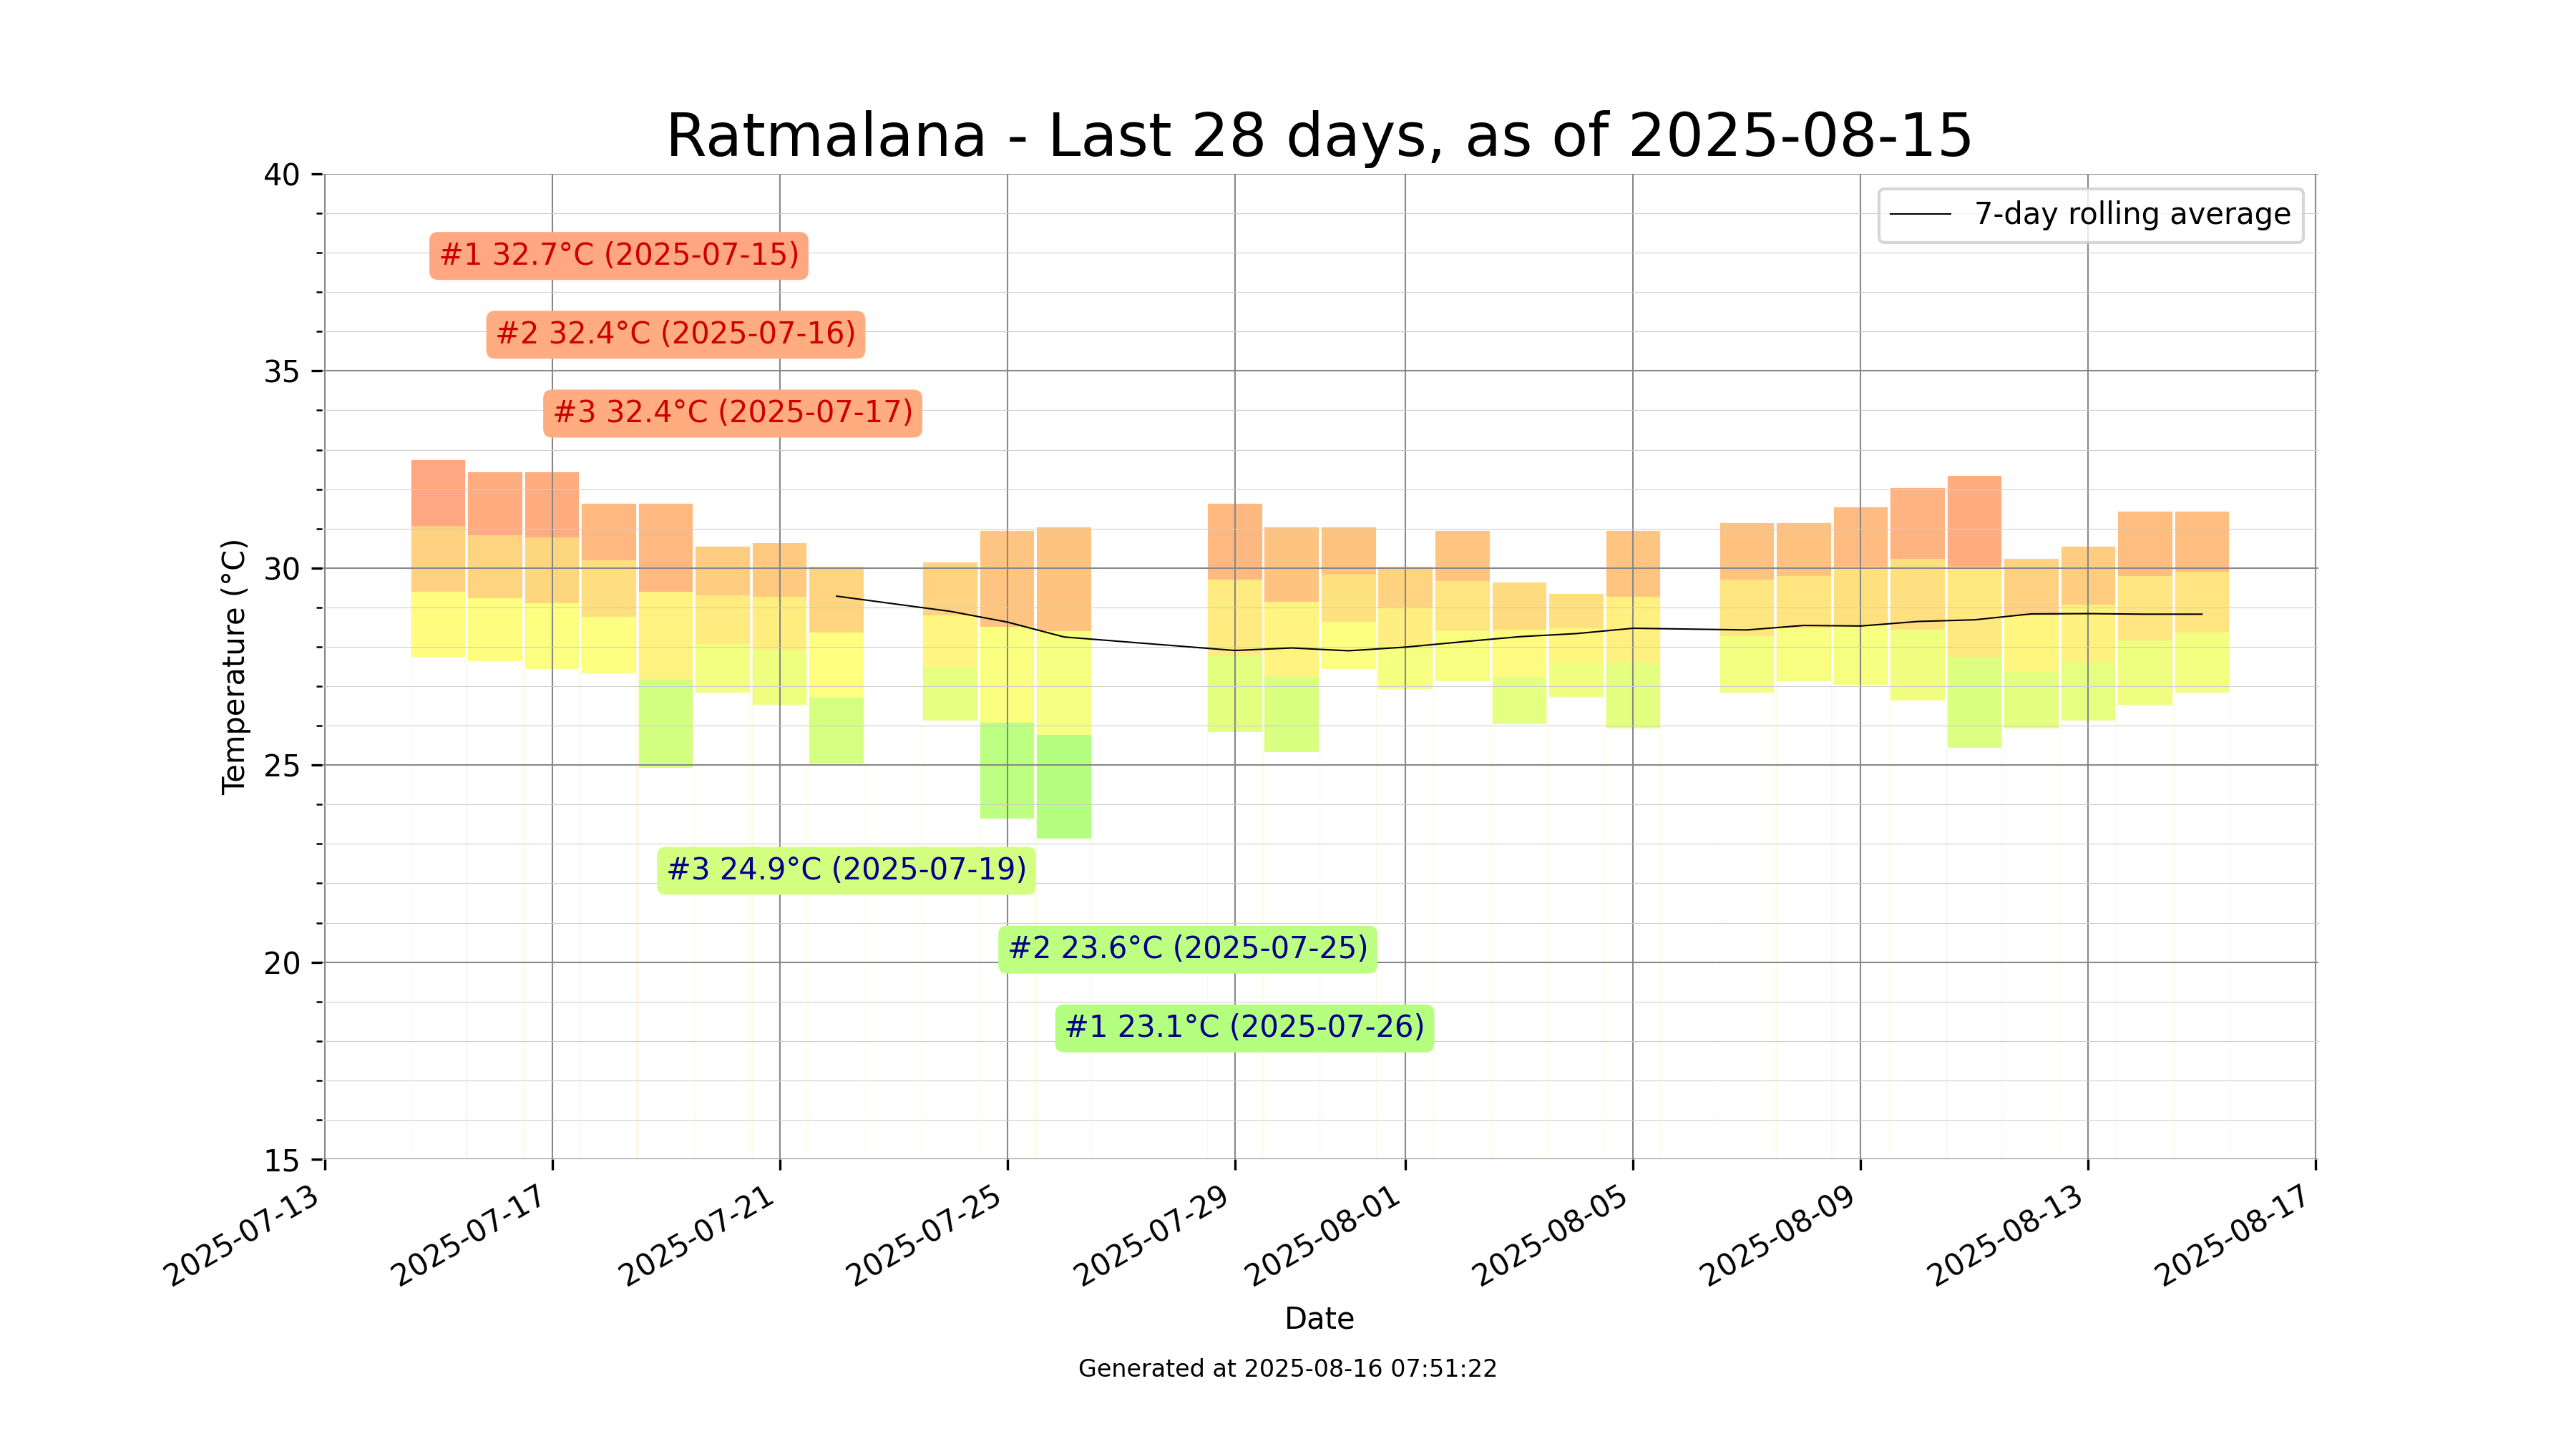 Ratmalana - Last 28 days, as of 2025-08-15
40
35
30
25
20
15
Temperature (°C)
7-day rolling average
#1 32.7°C (2025-07-15)
#2 32.4°C (2025-07-16)
#3 32.4°C (2025-07-17)
#3 24.9°C (2025-07-19)
#2 23.6°C (2025-07-25)
#1 23.1°C (2025-07-26)
2025-07-13
2025-07-17
2025-07-21
2025-07-25
2025-07-29
2025-08-01
2025-08-05
2025-08-09
2025-08-13
2025-08-17
Date
Generated at 2025-08-16 07:51:22